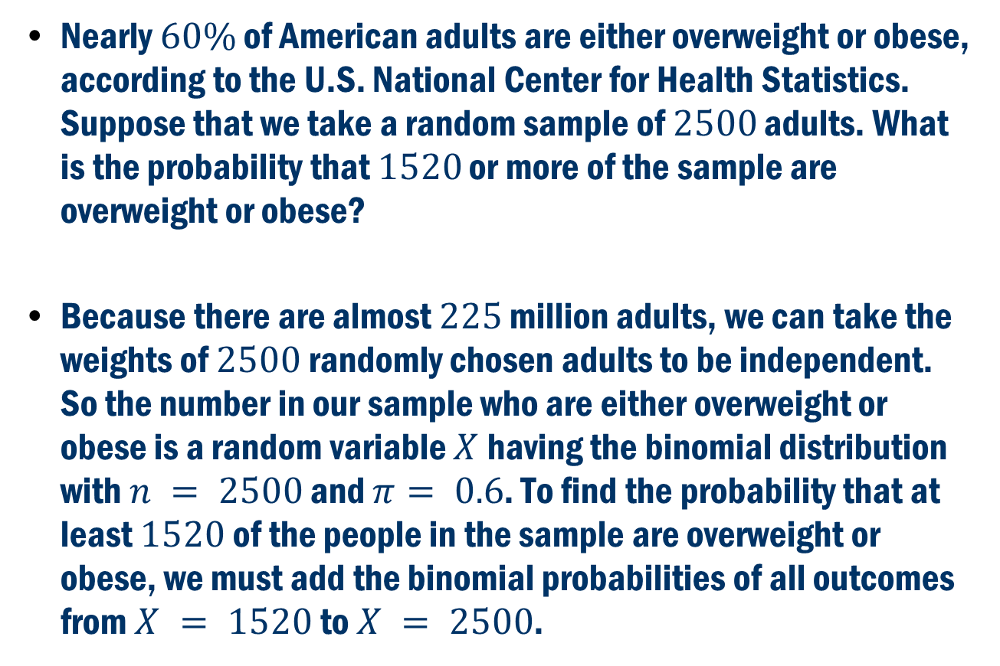 • Nearly 60% of American adults are either overweight or obese,
according to the U.S. National Center for Health Statistics.
Suppose that we take a random sample of 2500 adults. What
is the probability that 1520 or more of the sample are
overweight or obese?
• Because there are almost 225 million adults, we can take the
weights of 2500 randomly chosen adults to be independent.
So the number in our sample who are either overweight or
obese is a random variable X having the binomial distribution
with n = 2500 and π = 0.6. To find the probability that at
least 1520 of the people in the sample are overweight or
obese, we must add the binomial probabilities of all outcomes
from X = 1520 to X = 2500.